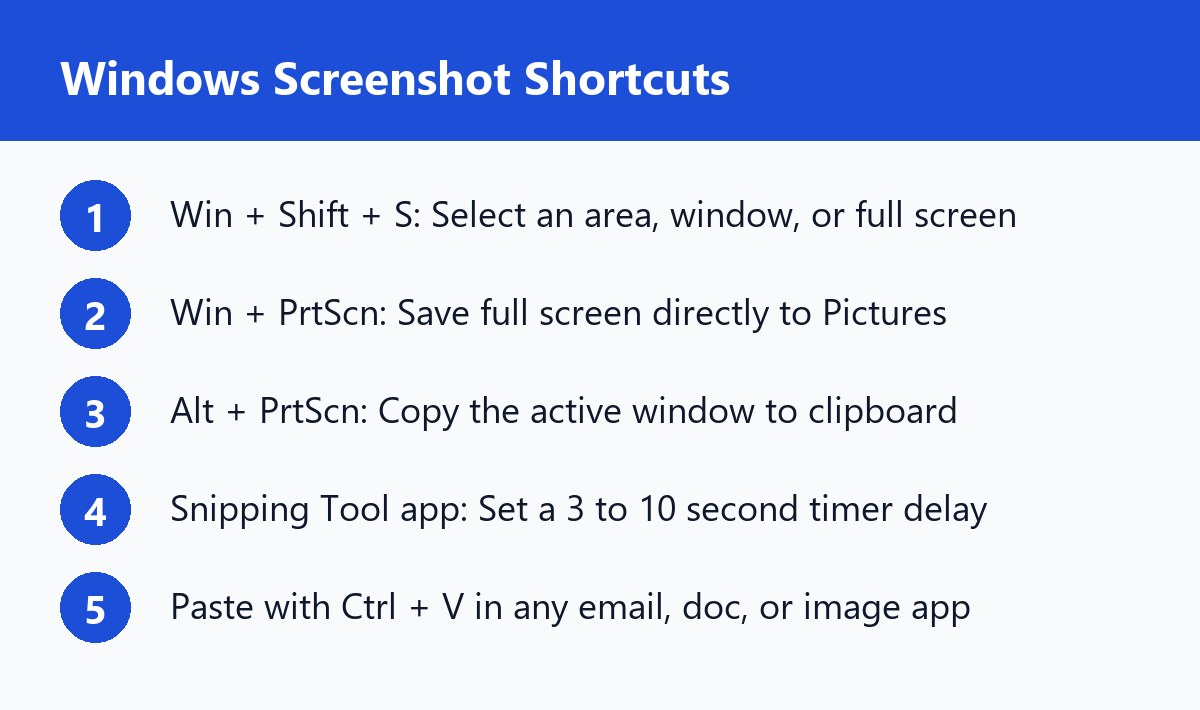 Windows Screenshot Shortcuts
1 Win + Shift + S: Select an area, window, or full screen
2 Win + PrtScn: Save full screen directly to Pictures
3 Alt + PrtScn: Copy the active window to clipboard
4 Snipping Tool app: Set a 3 to 10 second timer delay
5 Paste with Ctrl + V in any email, doc, or image app